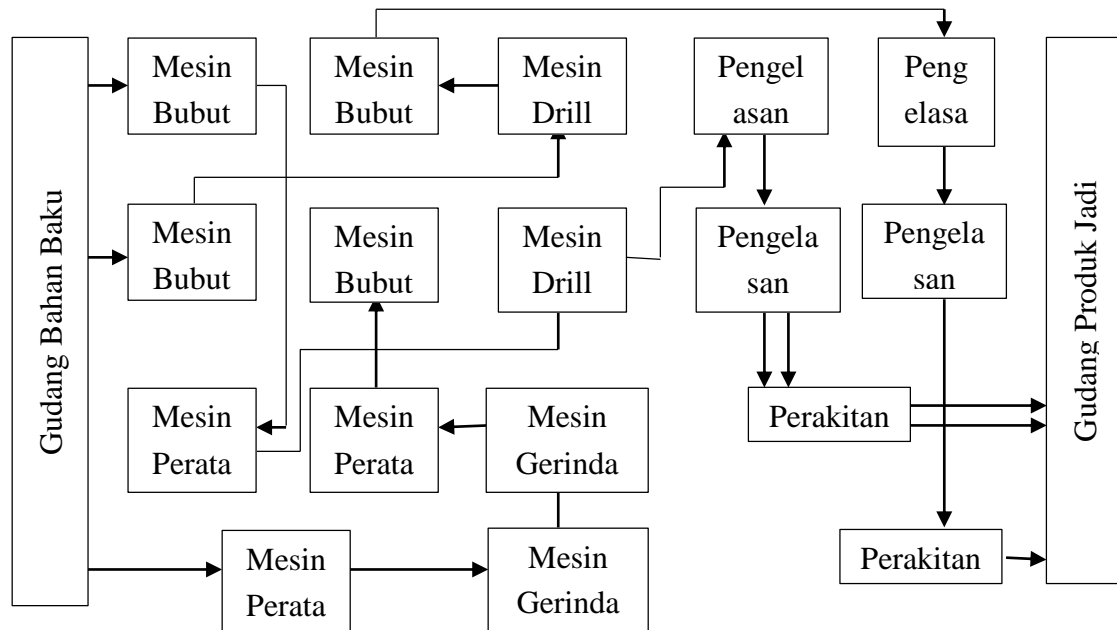 Gudang Bahan Baku
Mesin
Bubut
Mesin
Bubut
Mesin
Drill
Pengel
asan
Peng
elasa
Gudang Produk Jadi
Mesin
Bubut
Mesin
Bubut
Mesin
Drill
Pengela
san
Pengela
san
Mesin
Perata
Mesin
Perata
Mesin
Gerinda
Perakitan
Mesin
Perata
Mesin
Gerinda
Perakitan